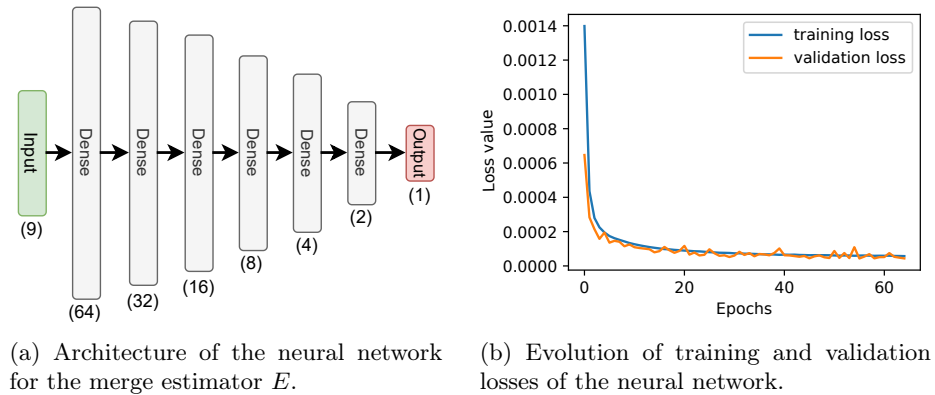 Input
(9)
Dense
(64)
Dense
(32)
Dense
(16)
Dense
(8)
Dense
(4)
Dense
(2)
Output
(1)
(a) Architecture of the neural network
for the merge estimator E.
Loss value
0.0014
0.0012
0.0010
0.0008
0.0006
0.0004
0.0002
0.0000
training loss
validation loss
0
20
40
60
Epochs
(b) Evolution of training and validation
losses of the neural network.